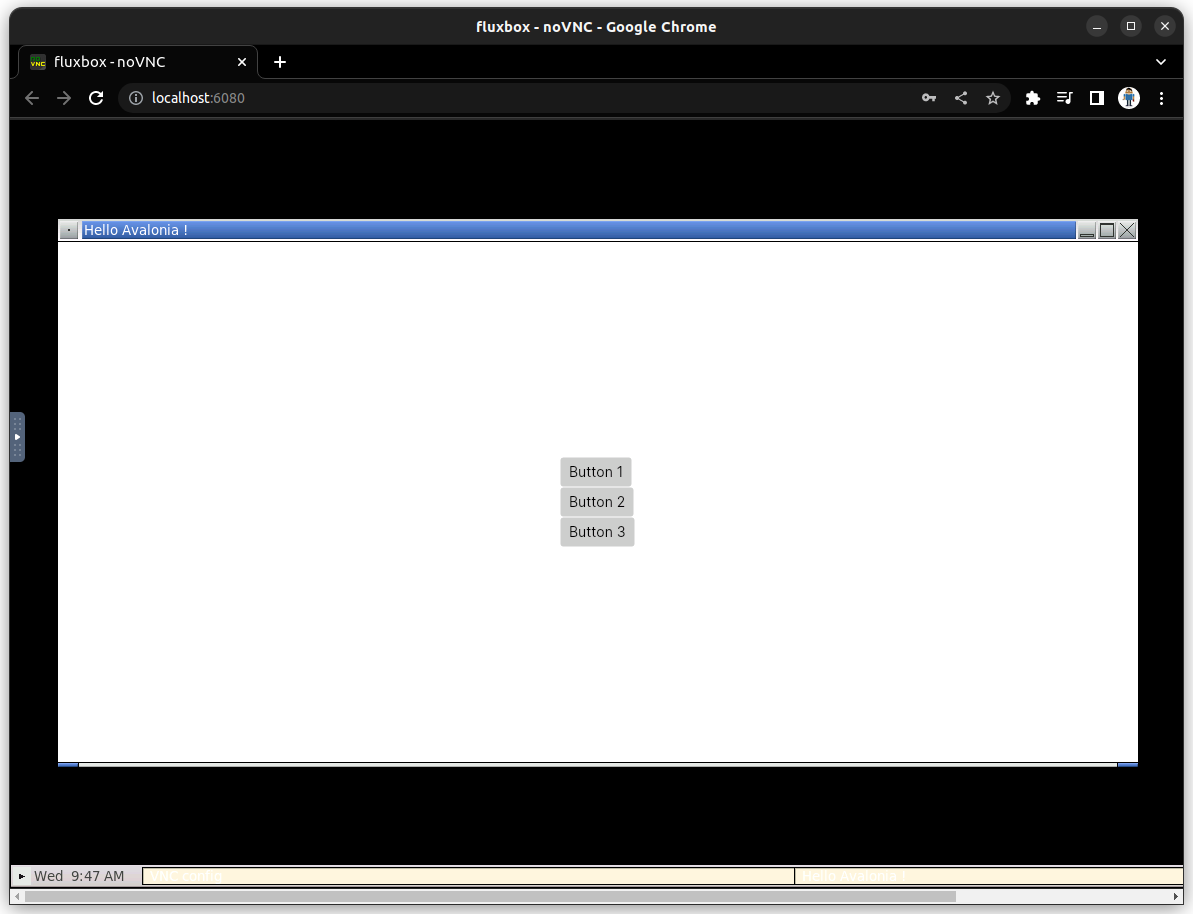 fluxbox - noVNC - Google Chrome
fluxbox - noVNC
localhost:6080
Hello Avalonia !
Button 1
Button 2
Button 3
Wed 9:47 AM
VNC config
Hello Avalonia !